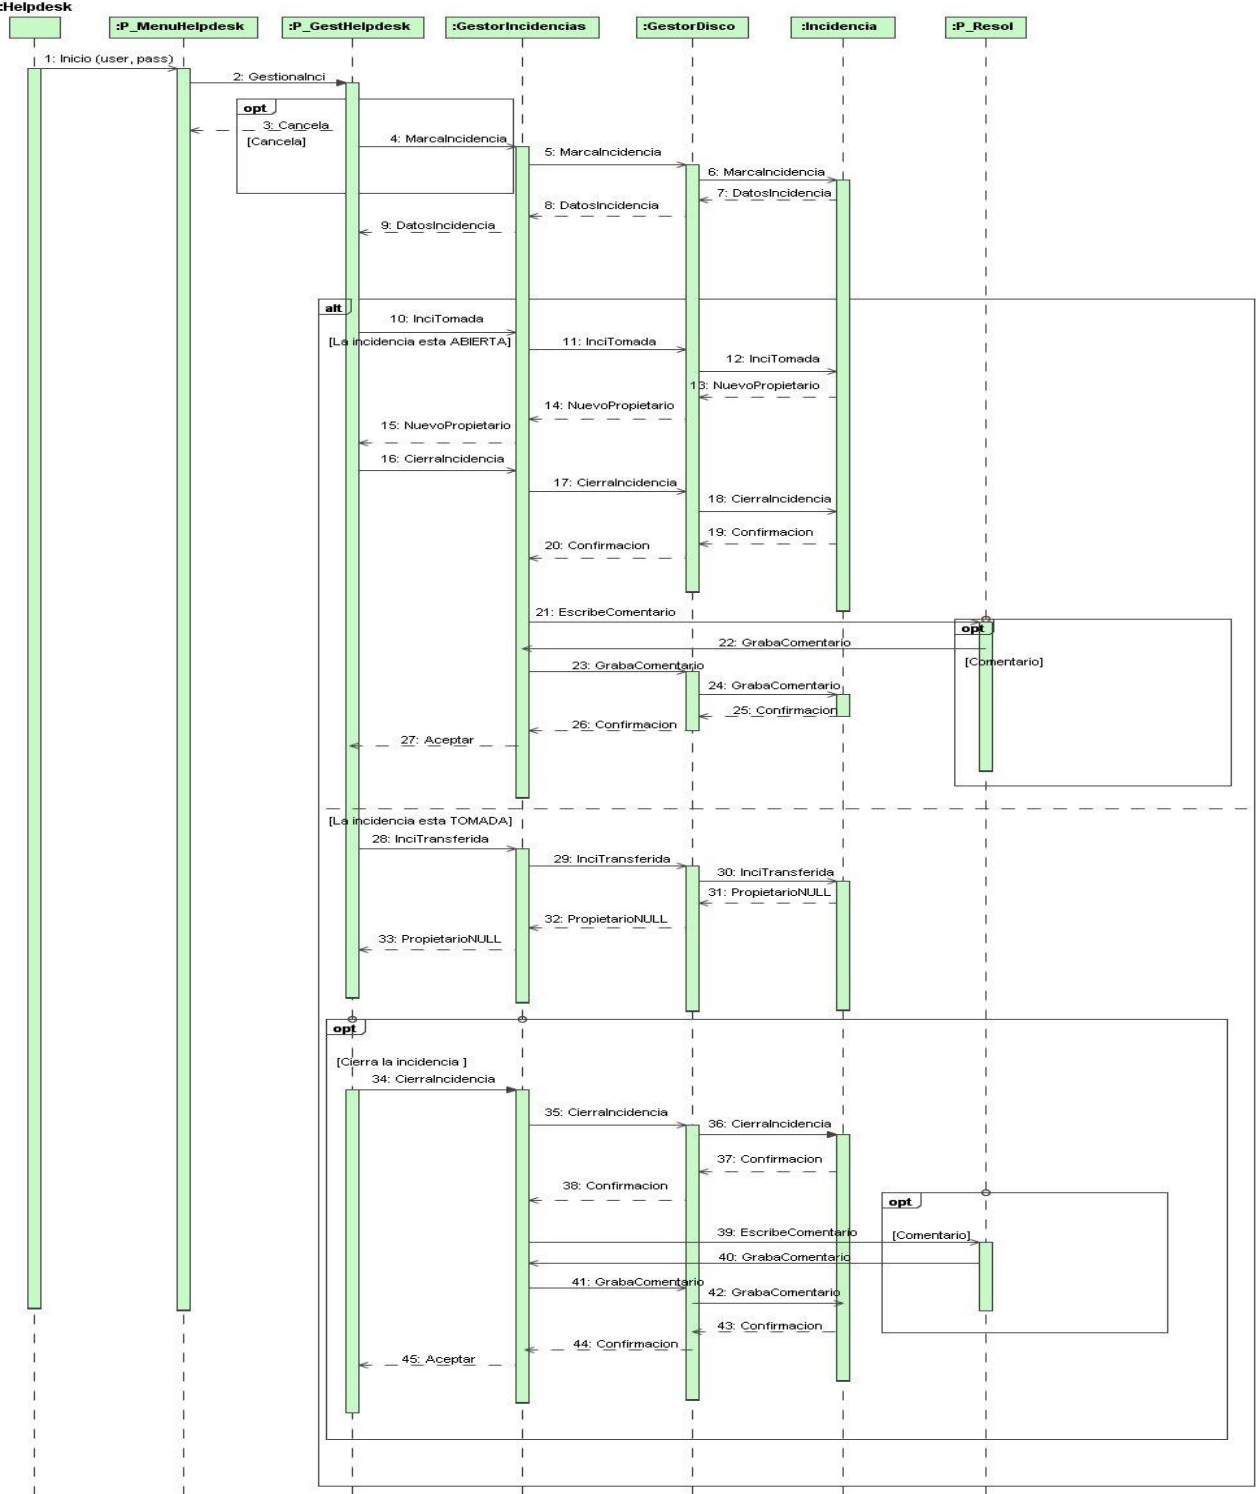 :Helpdesk
:P_MenuHelpdesk
:P_GestHelpdesk
:GestorIncidencias
:GestorDisco
:Incidencia
:P_Resol
1: Inicio (user, pass)
2: GestionaInci
opt
3: Cancela
[Cancela]
4: MarcaIncidencia
5: MarcaIncidencia
6: MarcaIncidencia
7: DatosIncidencia
8: DatosIncidencia
9: DatosIncidencia
alt
10: InciTomada
[La incidencia esta ABIERTA]
11: InciTomada
12: InciTomada
13: NuevoPropietario
14: NuevoPropietario
15: NuevoPropietario
16: CierraIncidencia
17: CierraIncidencia
18: CierraIncidencia
19: Confirmacion
20: Confirmacion
21: EscribeComentario
opt
22: GrabaComentario
[Comentario]
23: GrabaComentario
24: GrabaComentario
25: Confirmacion
26: Confirmacion
27: Aceptar
[La incidencia esta TOMADA]
28: InciTransferida
29: InciTransferida
30: InciTransferida
31: PropietarioNULL
32: PropietarioNULL
33: PropietarioNULL
opt
[Cierra la incidencia ]
34: CierraIncidencia
35: CierraIncidencia
36: CierraIncidencia
37: Confirmacion
38: Confirmacion
opt
39: EscribeComentario
[Comentario]
40: GrabaComentario
41: GrabaComentario
42: GrabaComentario
43: Confirmacion
44: Confirmacion
45: Aceptar